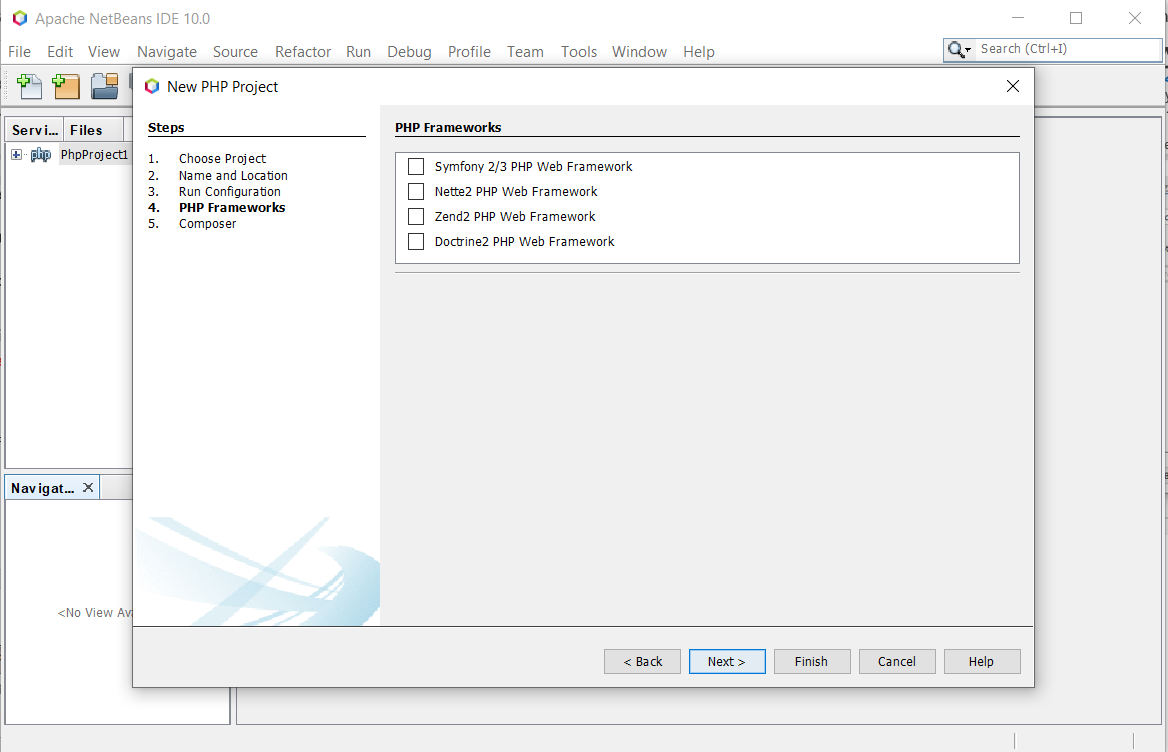 Apache NetBeans IDE 10.0
File Edit View Navigate Source Refactor Run Debug Profile Team Tools Window Help
Search (Ctrl+I)
New PHP Project
Servi... Files
php PhpProject1
Steps
1. Choose Project
2. Name and Location
3. Run Configuration
4. PHP Frameworks
5. Composer
PHP Frameworks
Symfony 2/3 PHP Web Framework
Nette2 PHP Web Framework
Zend2 PHP Web Framework
Doctrine2 PHP Web Framework
Navigat...
<No View Ava
< Back Next > Finish Cancel Help